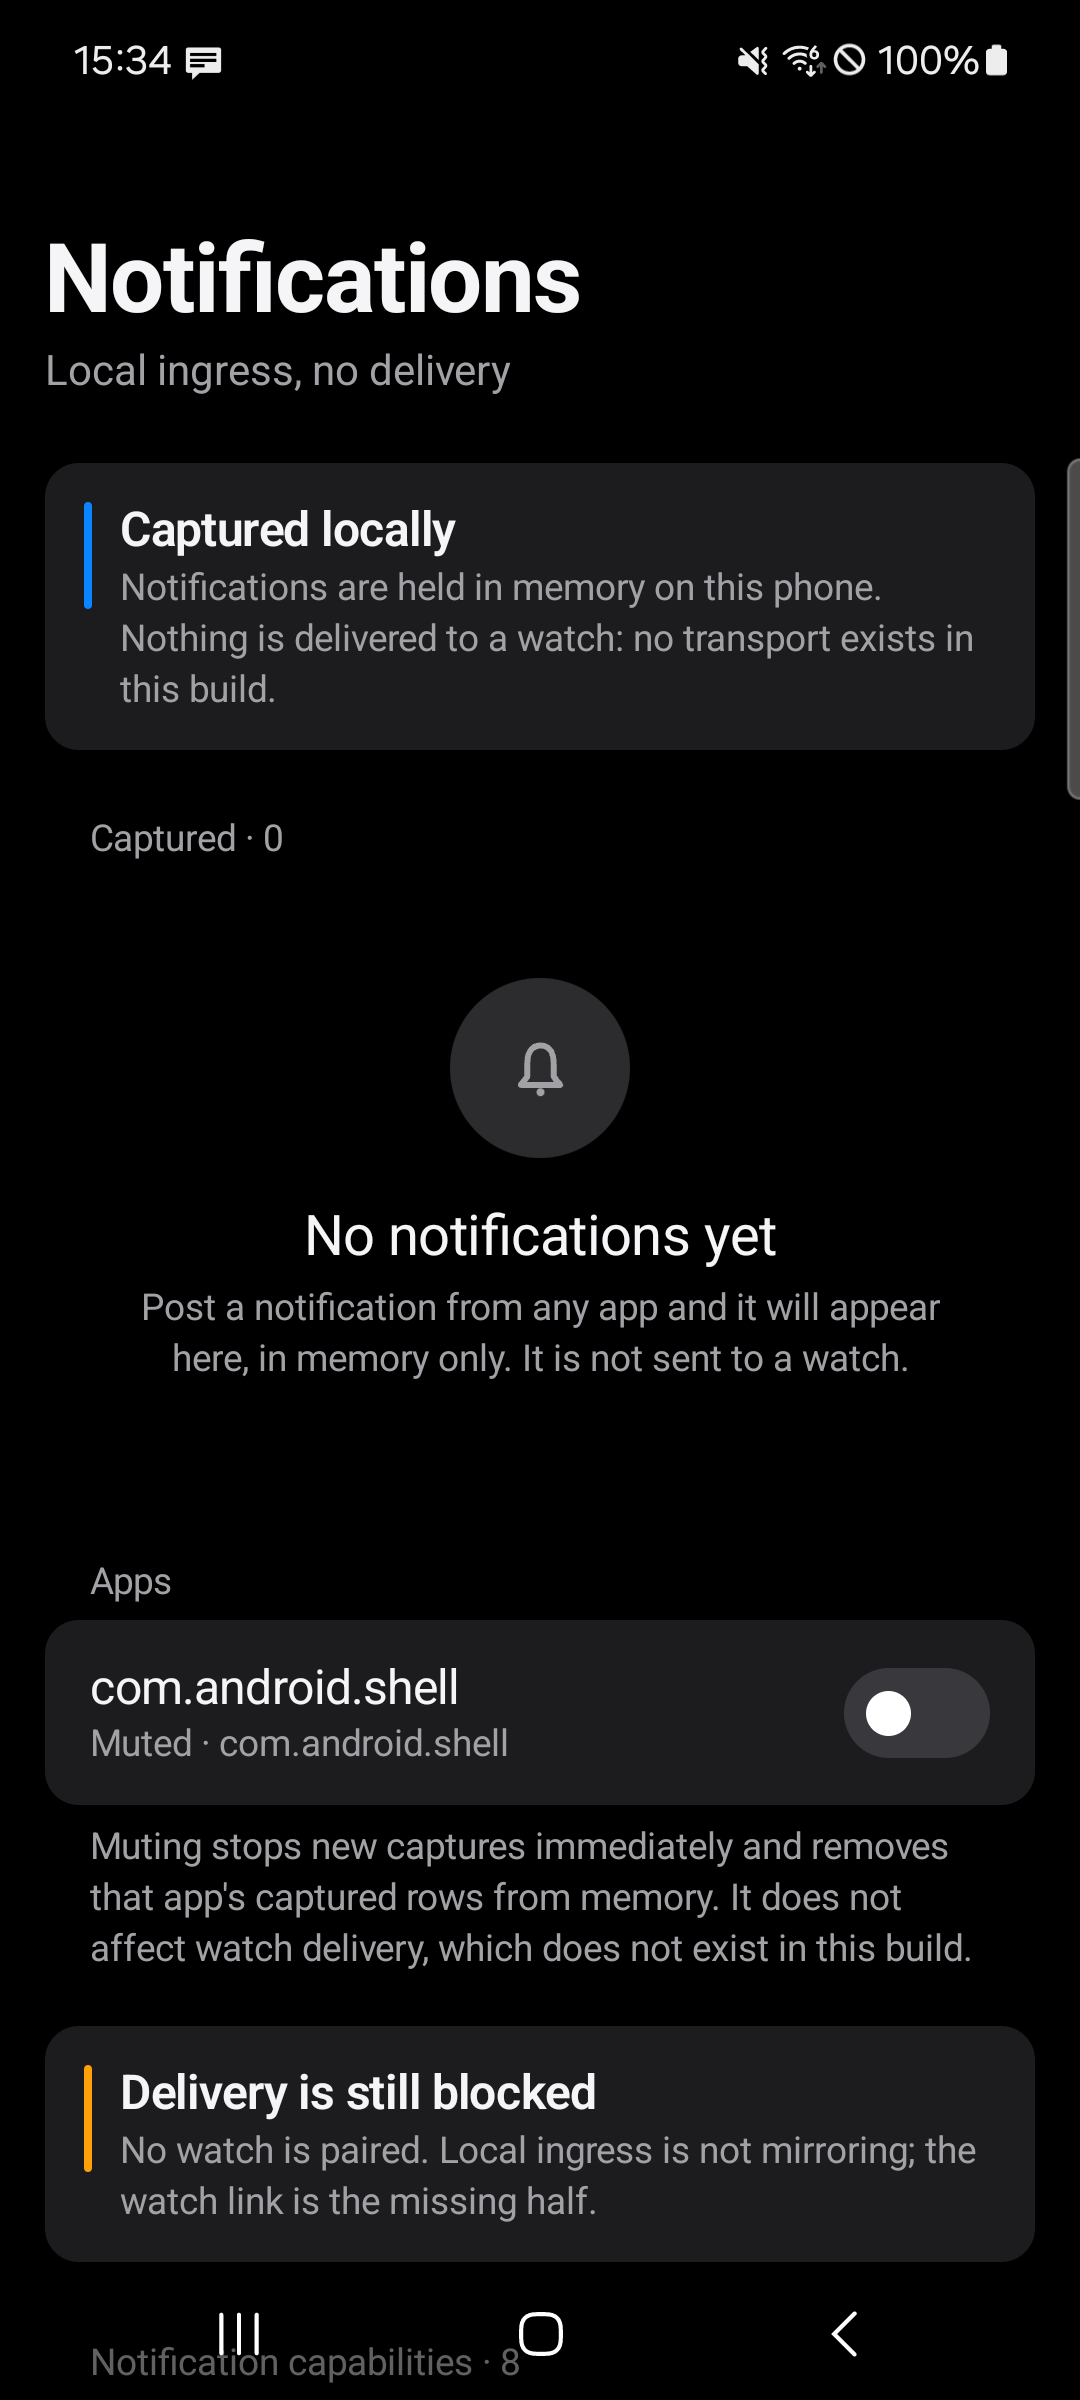 15:34
6
100%
Notifications
Local ingress, no delivery
Captured locally
Notifications are held in memory on this phone.
Nothing is delivered to a watch: no transport exists in
this build.
Captured · 0
No notifications yet
Post a notification from any app and it will appear
here, in memory only. It is not sent to a watch.
Apps
com.android.shell
Muted · com.android.shell
Muting stops new captures immediately and removes
that app's captured rows from memory. It does not
affect watch delivery, which does not exist in this build.
Delivery is still blocked
No watch is paired. Local ingress is not mirroring; the
watch link is the missing half.
Notification capabilities · 8